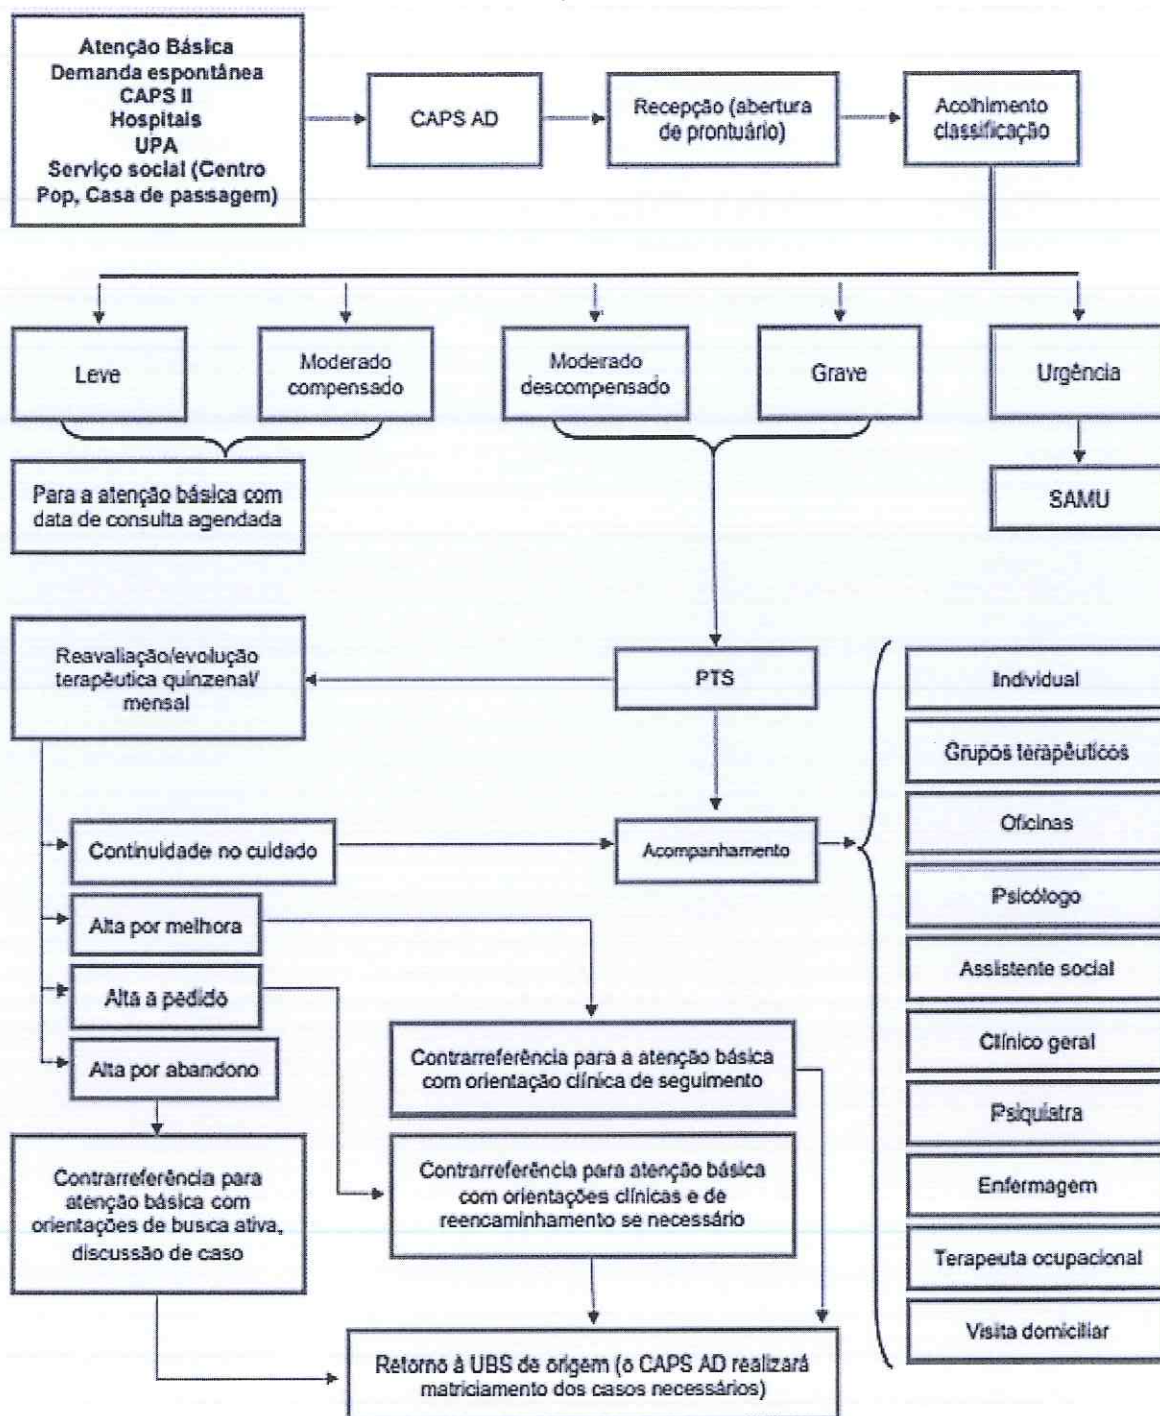 Atenção Básica
Demanda espontânea
CAPS II
Hospitais
UPA
Serviço social (Centro
Pop, Casa de passagem)
CAPS AD
Recepção (abertura
de prontuário)
Acolhimento
classificação
Leve
Moderado
compensado
Moderado
descompensado
Grave
Urgência
Para a atenção básica com
data de consulta agendada
SAMU
Reavaliação/evolução
terapêutica quinzenal/
mensal
PTS
Individual
Grupos terapêuticos
Oficinas
Psicólogo
Assistente social
Clínico geral
Psiquiatra
Enfermagem
Terapeuta ocupacional
Visita domiciliar
Continuidade no cuidado
Acompanhamento
Alta por melhora
Alta a pedido
Alta por abandono
Contrarreferência para a atenção básica
com orientação clínica de seguimento
Contrarreferência para atenção básica
com orientações clínicas e de
reencaminhamento se necessário
Contrarreferência para
atenção básica com
orientações de busca ativa,
discussão de caso
Retorno à UBS de origem (o CAPS AD realizará
matriciamento dos casos necessários)